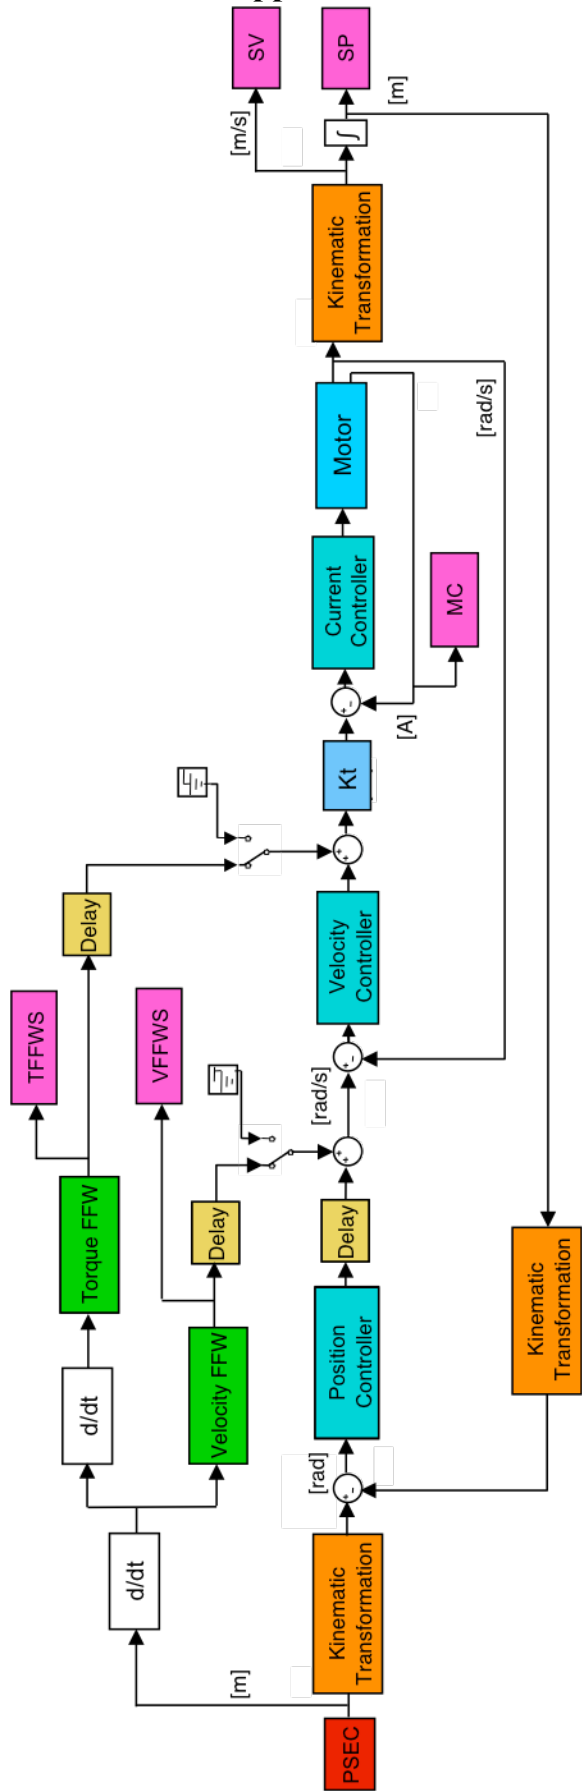 PSEC
[m]
Kinematic
Transformation
d/dt
d/dt
Torque FFW
TFFWS
Delay
Velocity FFW
VFFWS
Delay
[rad]
Position
Controller
Delay
[rad/s]
Velocity
Controller
Kt
[A]
Current
Controller
Motor
MC
[rad/s]
Kinematic
Transformation
[m/s]
∫
SV
SP
[m]
Kinematic
Transformation